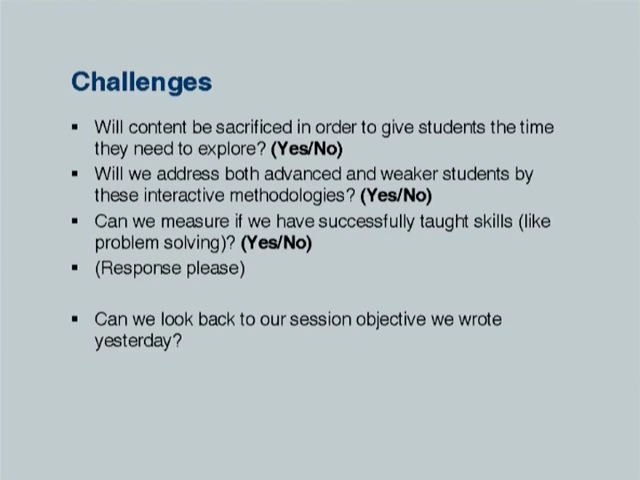 Challenges
▪ Will content be sacrificed in order to give students the time
they need to explore? (Yes/No)
▪ Will we address both advanced and weaker students by
these interactive methodologies? (Yes/No)
▪ Can we measure if we have successfully taught skills (like
problem solving)? (Yes/No)
▪ (Response please)
▪ Can we look back to our session objective we wrote
yesterday?